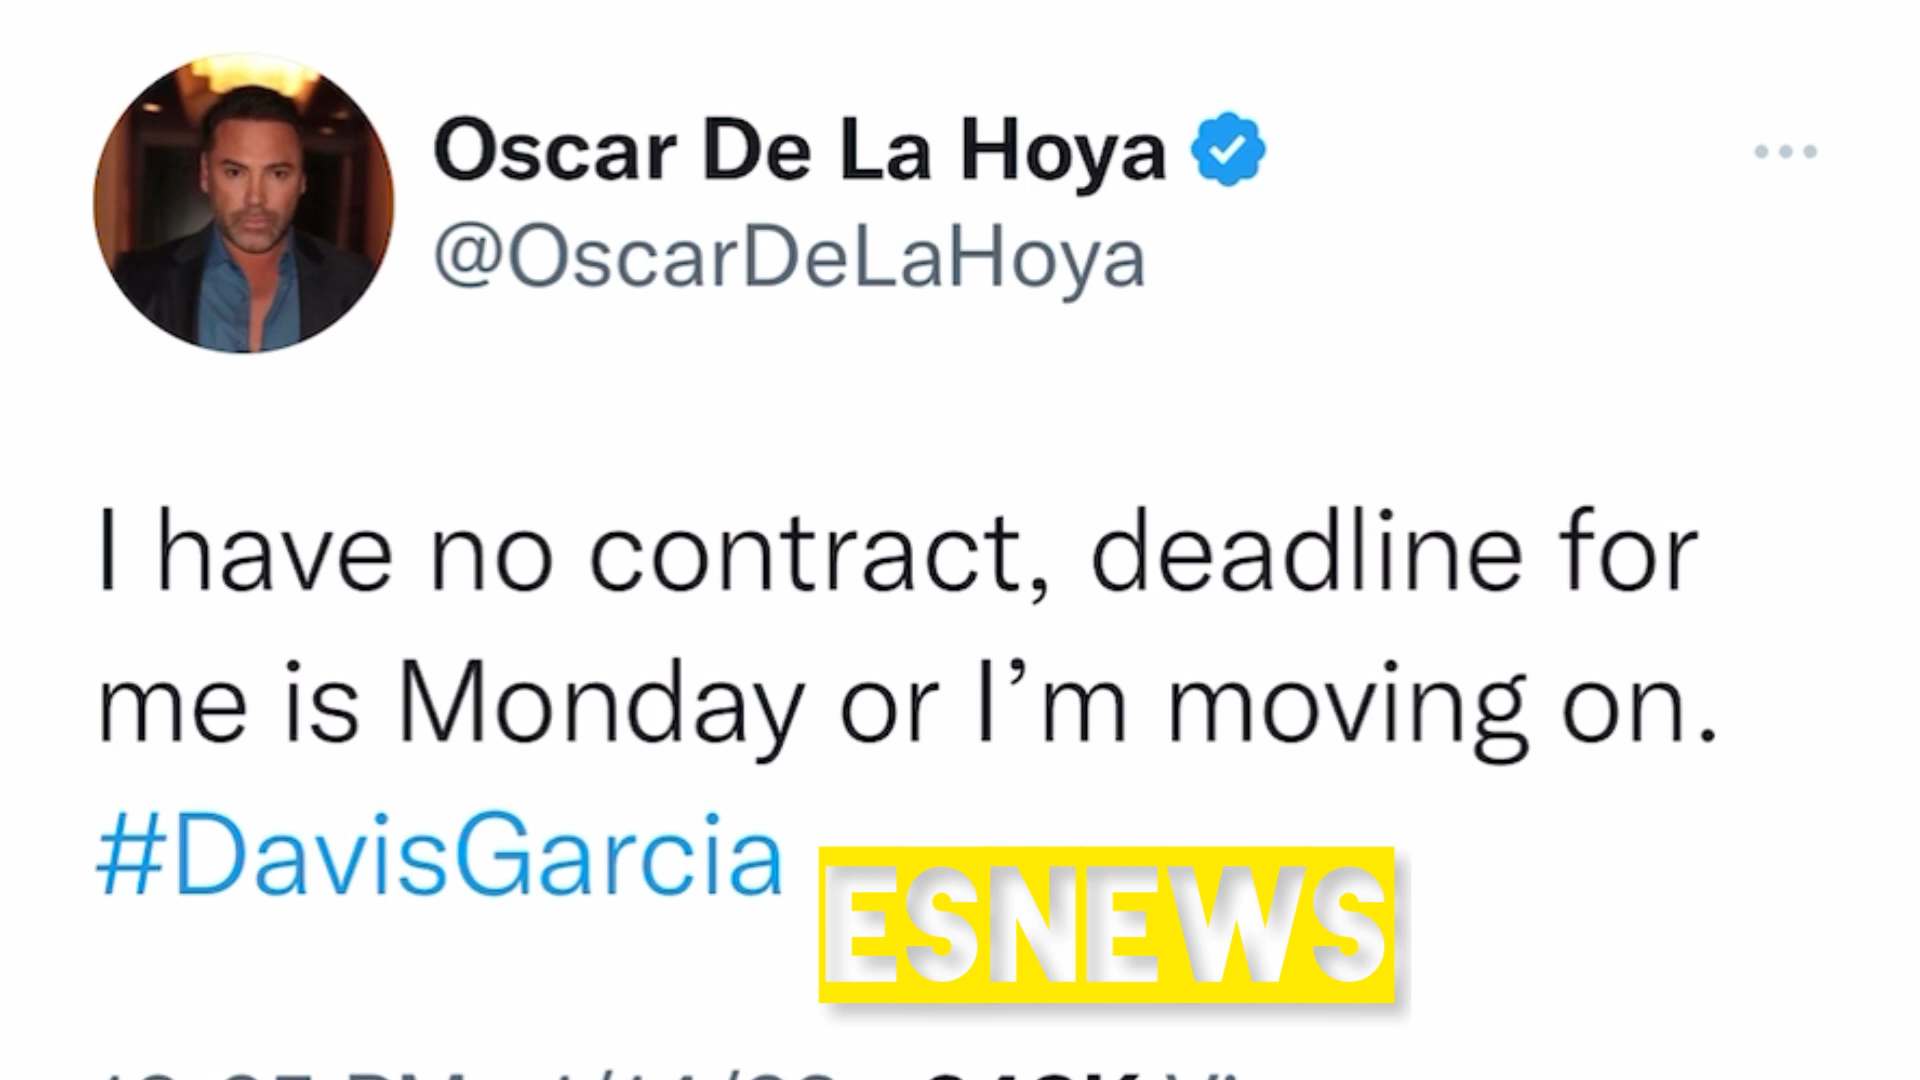 Oscar De La Hoya
@OscarDeLaHoya
I have no contract, deadline for
me is Monday or I’m moving on.
#DavisGarcia
ESNEWS